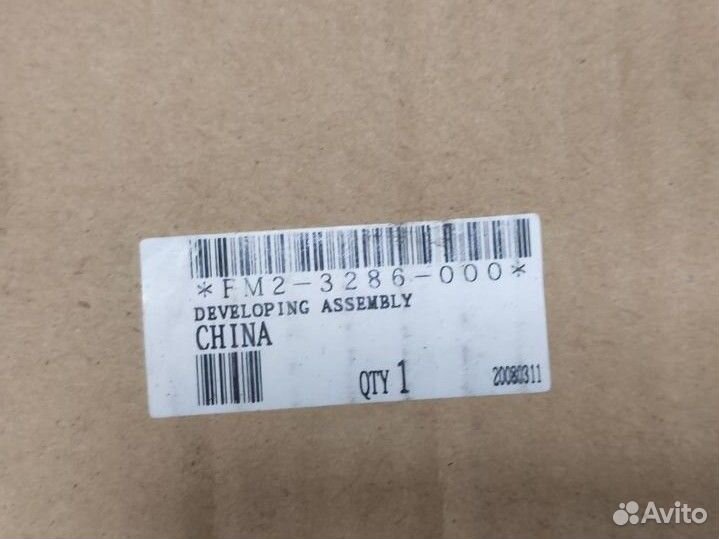 *FM2-3286-000*
DEVELOPING ASSEMBLY
CHINA
QTY 1
20080311
Avito